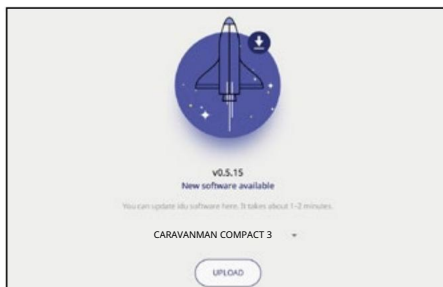 v0.5.15
New software available
You can update idu software here. It takes about 1-2 minutes.
CARAVANMAN COMPACT 3
UPLOAD